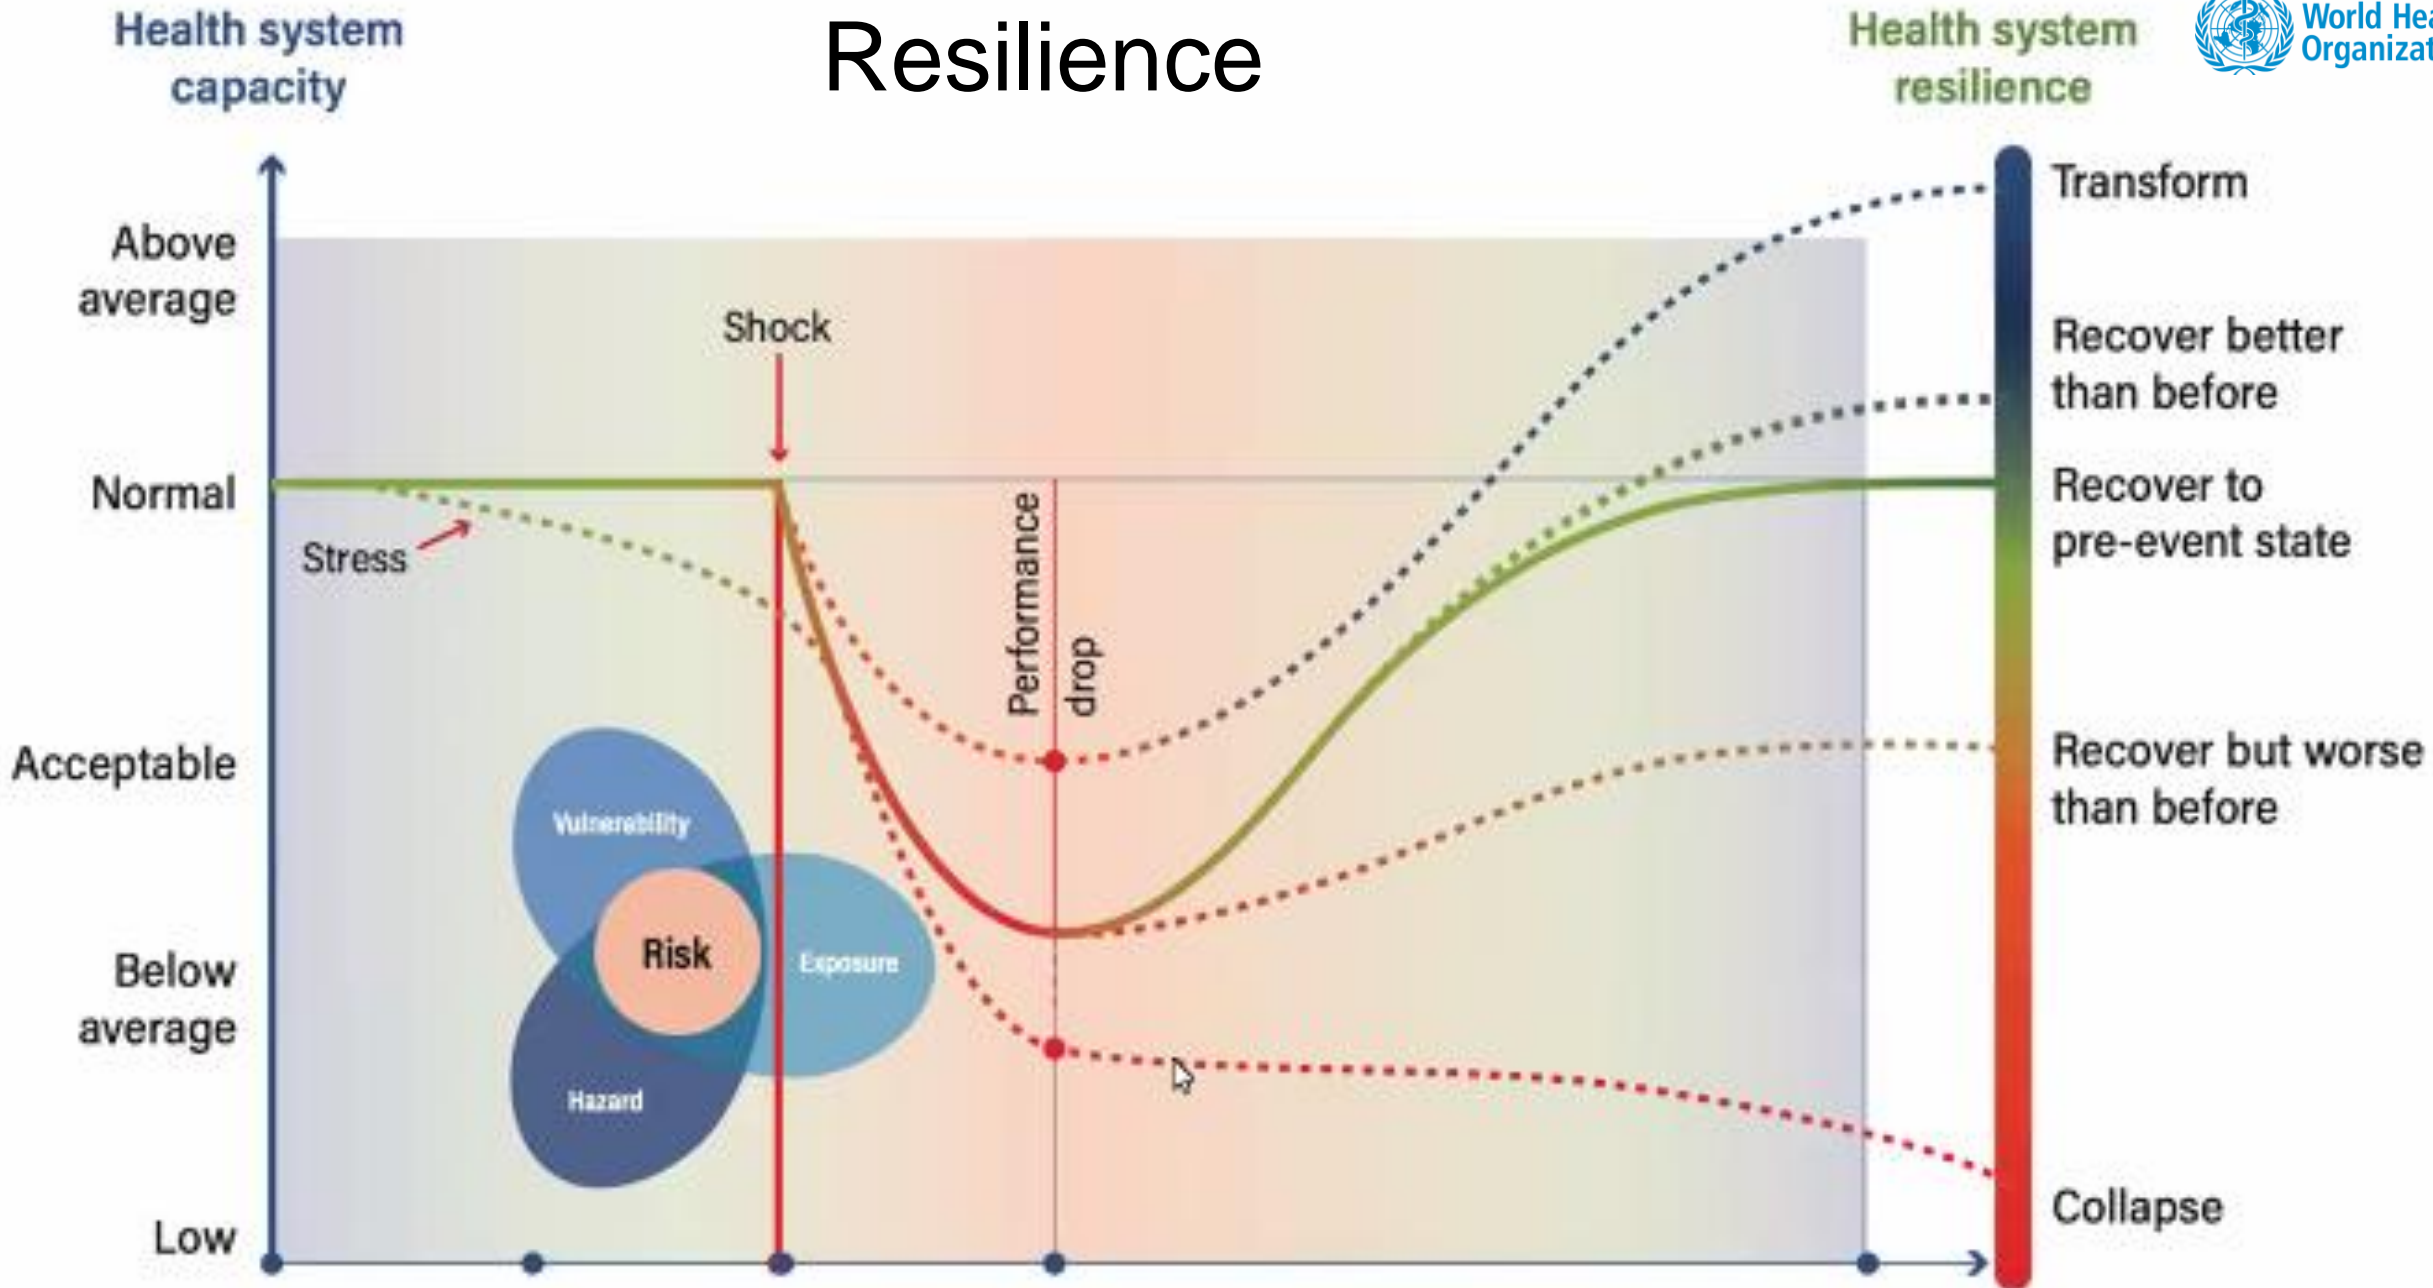 Health system
capacity
Resilience
Health system
resilience
World Hea
Organizat
Above
average
Normal
Acceptable
Below
average
Low
Shock
Stress
Performance
drop
Vulnerability
Risk
Exposure
Hazard
Transform
Recover better
than before
Recover to
pre-event state
Recover but worse
than before
Collapse